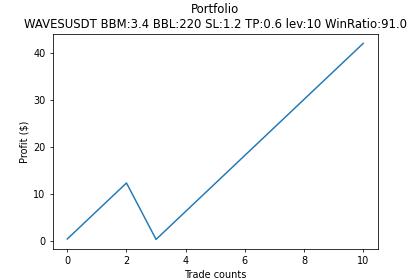 Portfolio
WAVESUSDT BBM:3.4 BBL:220 SL:1.2 TP:0.6 lev:10 WinRatio:91.0
40
30
20
10
0
Profit ($)
0 2 4 6 8 10
Trade counts